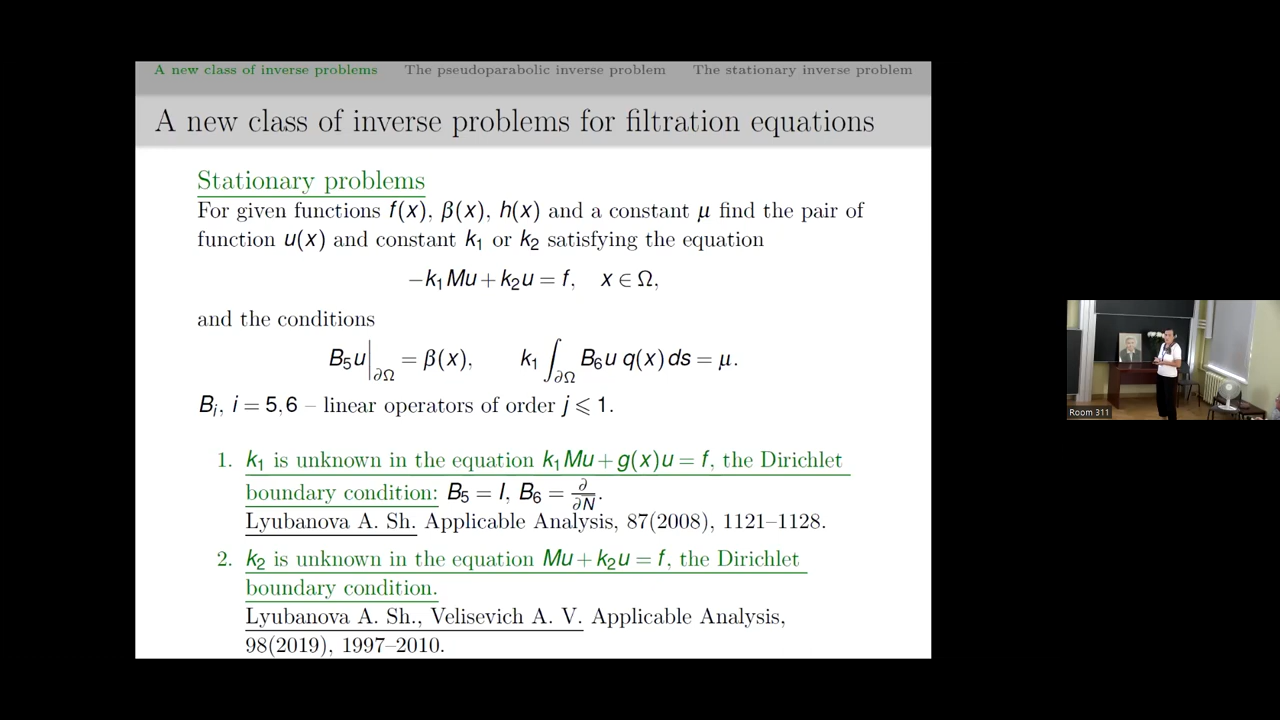 A new class of inverse problems The pseudoparabolic inverse problem The stationary inverse problem
A new class of inverse problems for filtration equations
Stationary problems
For given functions f(x), β(x), h(x) and a constant μ find the pair of
function u(x) and constant k₁ or k₂ satisfying the equation
−k₁Mu + k₂u = f, x ∈ Ω,
and the conditions
B₅u|∂Ω = β(x), k₁ ∫∂Ω B₆u q(x) ds = μ.
Bᵢ, i = 5,6 – linear operators of order j ⩽ 1.
1. k₁ is unknown in the equation k₁Mu + g(x)u = f, the Dirichlet
boundary condition: B₅ = I, B₆ = ∂/∂N̄.
Lyubanova A. Sh. Applicable Analysis, 87(2008), 1121–1128.
2. k₂ is unknown in the equation Mu + k₂u = f, the Dirichlet
boundary condition.
Lyubanova A. Sh., Velisevich A. V. Applicable Analysis,
98(2019), 1997–2010.
Room 311